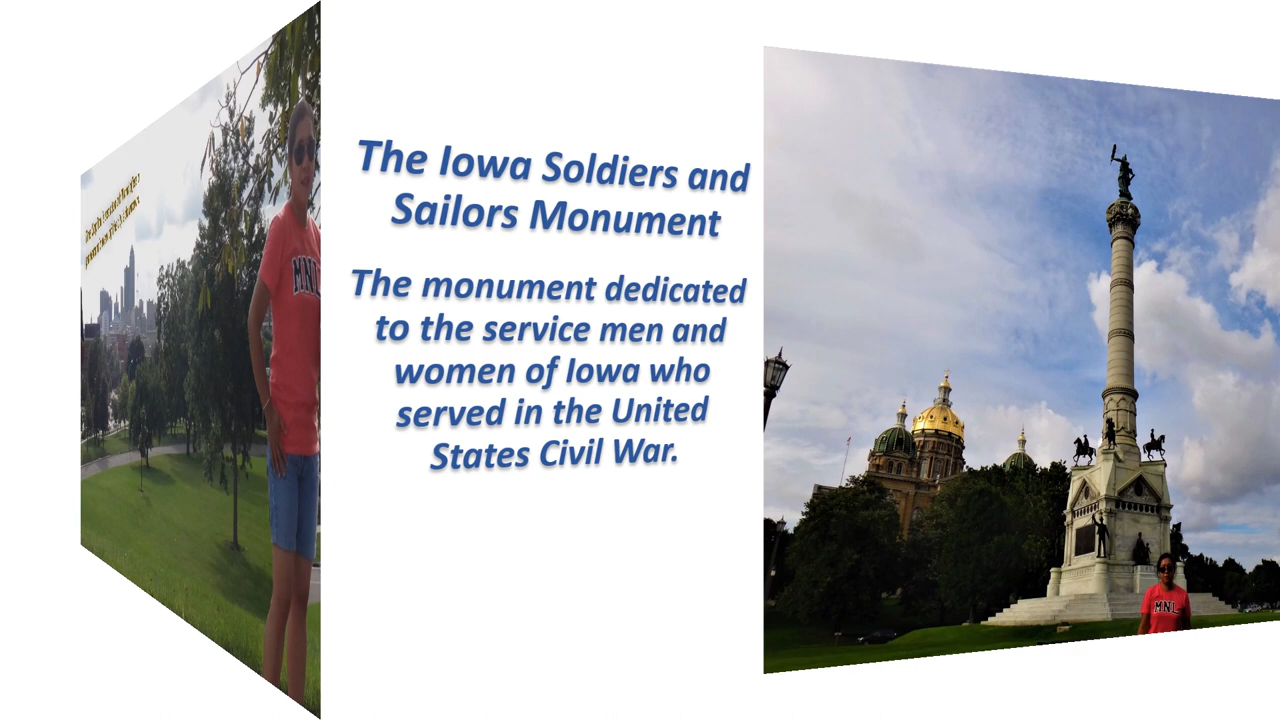 The Iowa Soldiers and
Sailors Monument
The monument dedicated
to the service men and
women of Iowa who
served in the United
States Civil War.
MNL
MNL